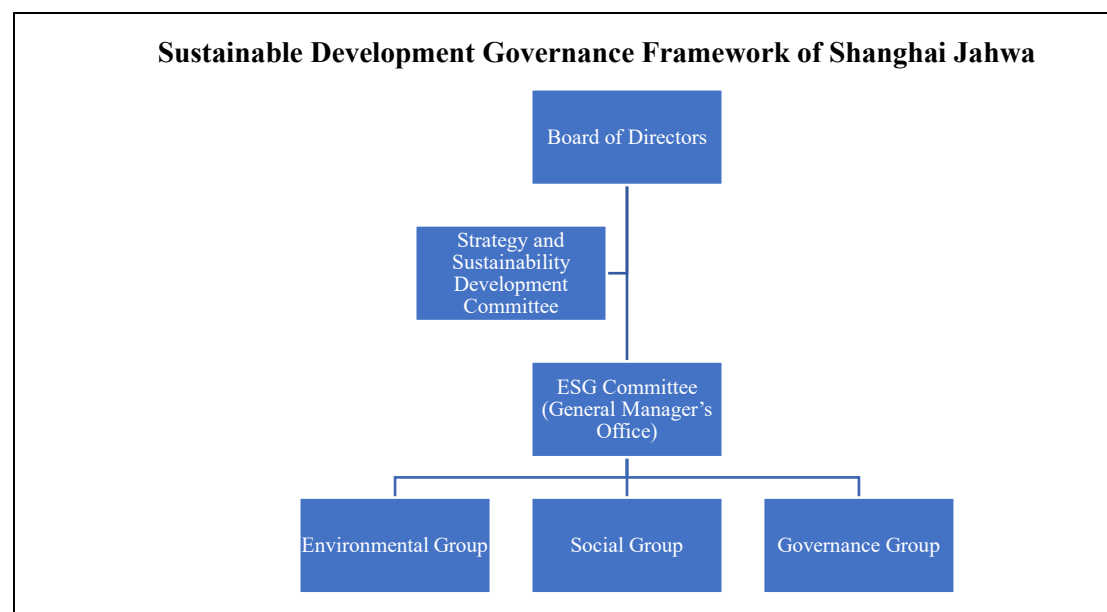 Sustainable Development Governance Framework of Shanghai Jahwa
Board of Directors
Strategy and
Sustainability
Development
Committee
ESG Committee
(General Manager’s
Office)
Environmental Group
Social Group
Governance Group